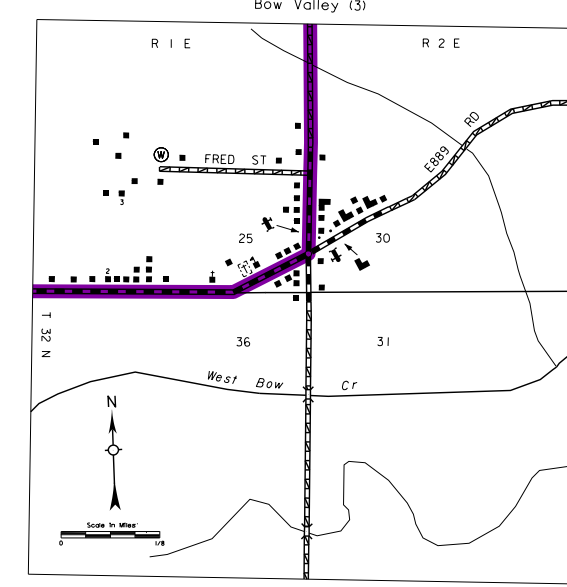 Bow Valley (3)
R 1 E
R 2 E
E889 RD
W
FRED ST
3
25
30
2
T 32 N
36
31
West Bow Cr
N
Scale in Miles
0 1/8